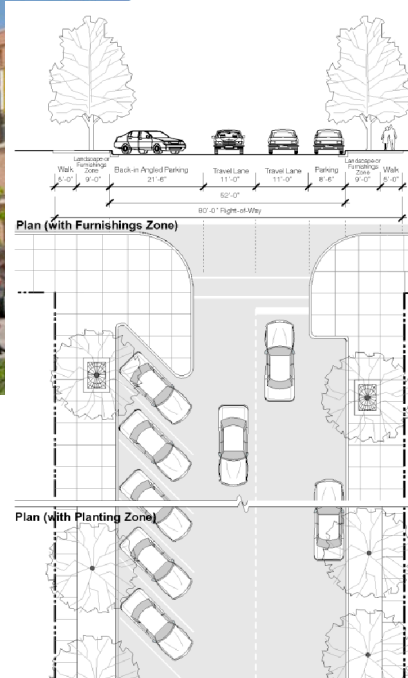 Landscape or
Furnishings
Zone
Walk
5'-0"
9'-0"
Back-in Angled Parking
21'-6"
Travel Lane
11'-0"
Travel Lane
11'-0"
Parking
8'-6"
Landscape or
Furnishings
Zone
9'-0"
Walk
5'-0"
52'-0"
80'-0" Right-of-Way
Plan (with Furnishings Zone)
Plan (with Planting Zone)